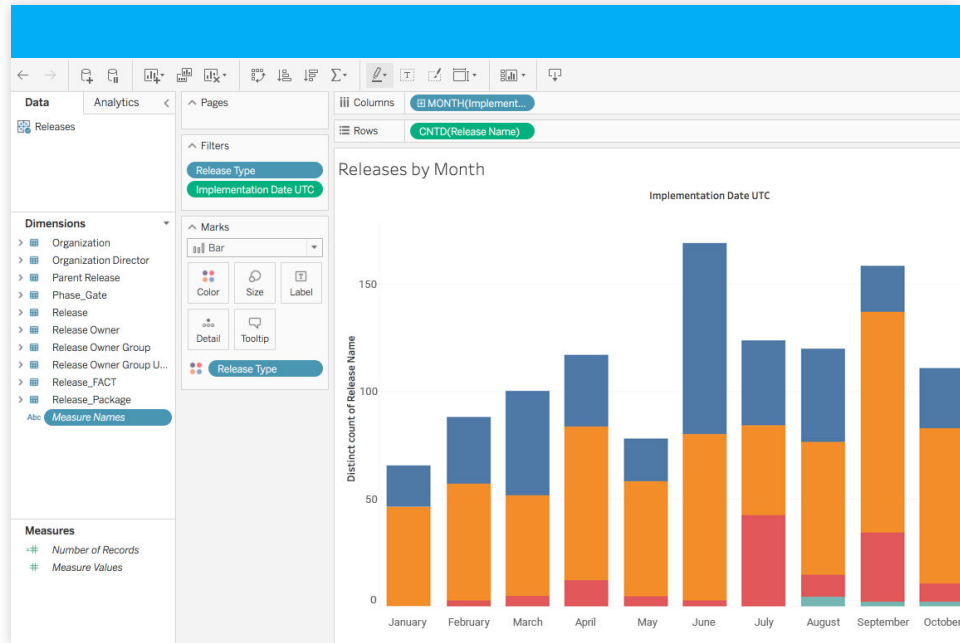 Data
Analytics
Releases
Dimensions
Organization
Organization Director
Parent Release
Phase_Gate
Release
Release Owner
Release Owner Group
Release Owner Group U...
Release_FACT
Release_Package
Abc Measure Names
Measures
=# Number of Records
# Measure Values
Pages
Filters
Release Type
Implementation Date UTC
Marks
Bar
Color
Size
T
Label
Detail
Tooltip
Release Type
Σ
T
iii Columns
MONTH(Implement...
Rows
CNTD(Release Name)
Releases by Month
Implementation Date UTC
Distinct count of Release Name
150
100
50
0
January February March April May June July August September October